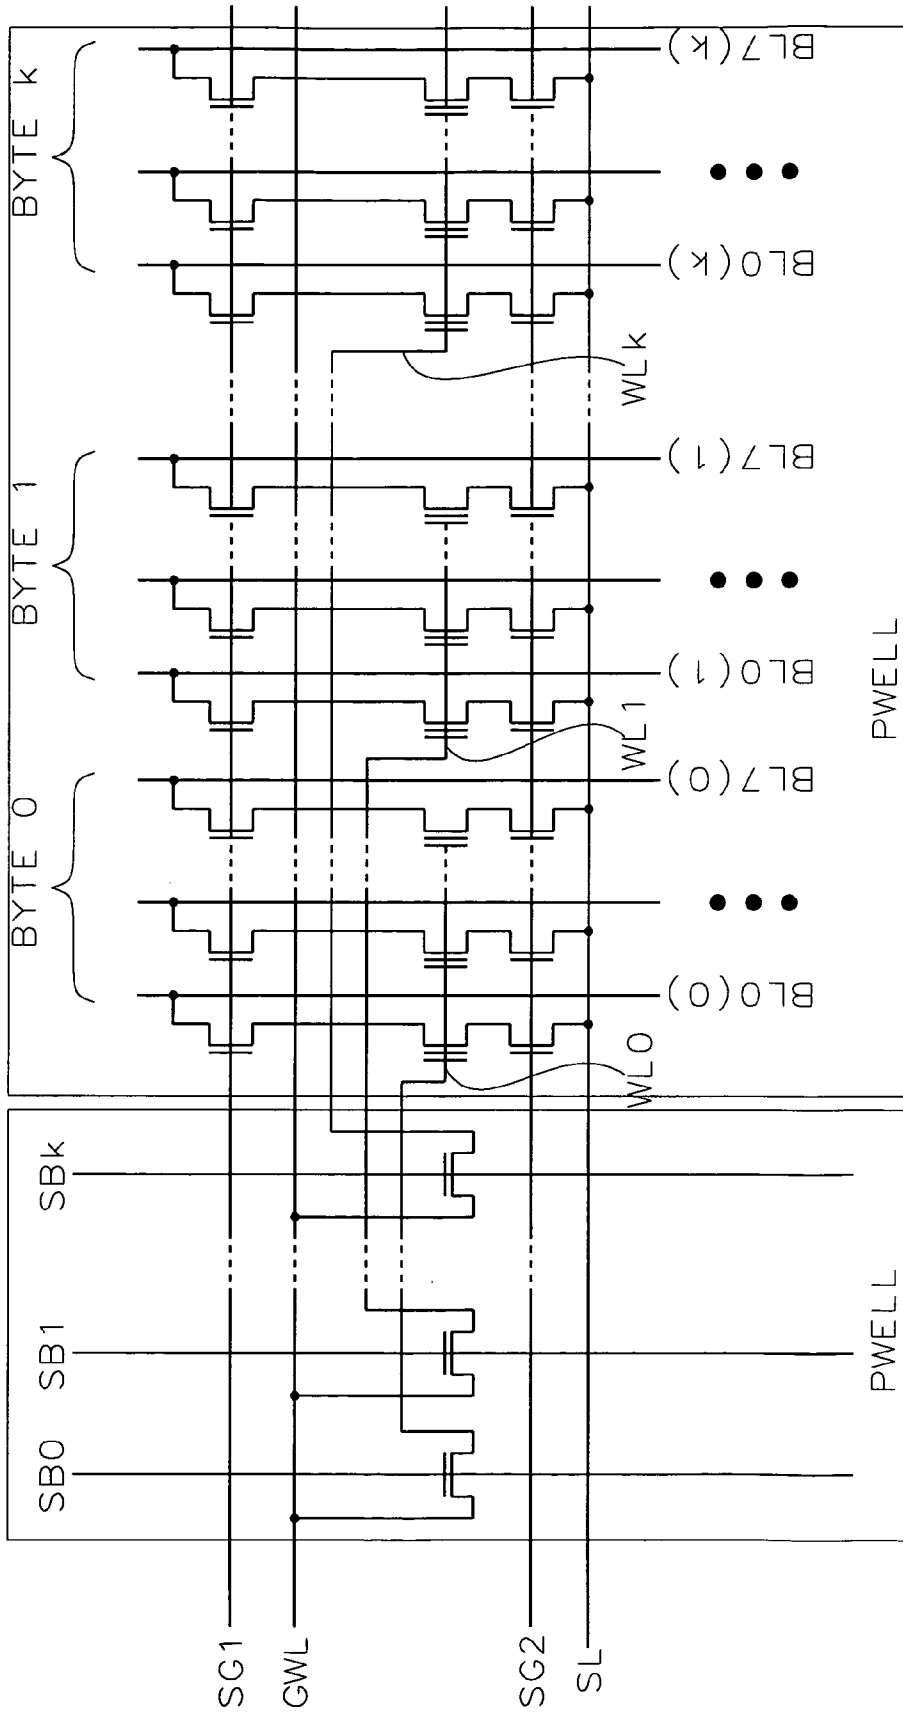 BYTE 0
BYTE 1
BYTE k
SB0
SB1
SBk
SG1
GWL
SG2
SL
WL0
WL1
WLk
BL0(0)
BL7(0)
BL0(1)
BL7(1)
BL0(k)
BL7(k)
PWELL
PWELL